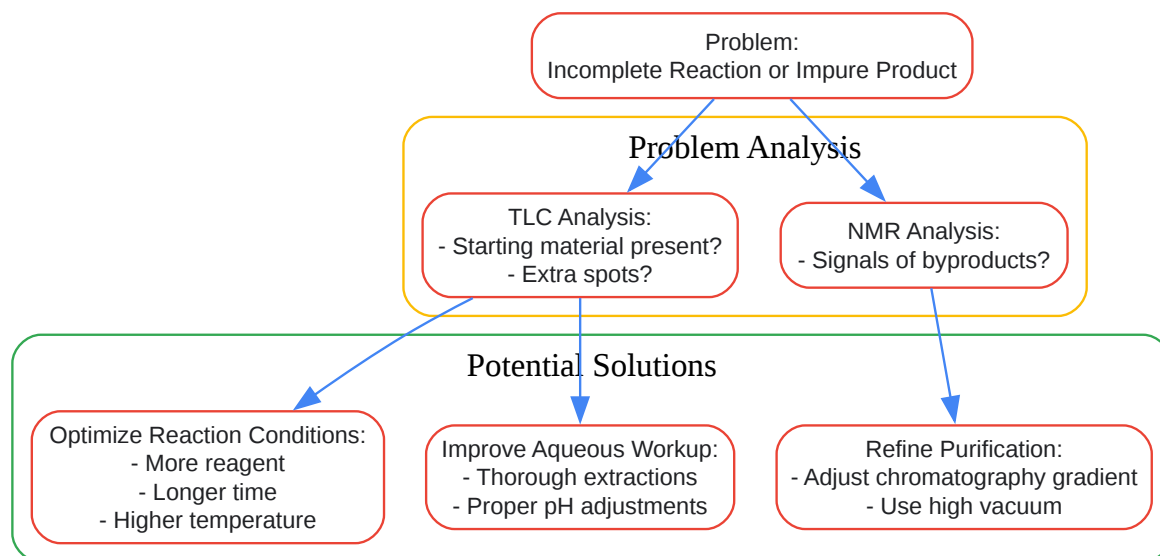 Problem:
Incomplete Reaction or Impure Product
Problem Analysis
TLC Analysis:
- Starting material present?
- Extra spots?
NMR Analysis:
- Signals of byproducts?
Potential Solutions
Optimize Reaction Conditions:
- More reagent
- Longer time
- Higher temperature
Improve Aqueous Workup:
- Thorough extractions
- Proper pH adjustments
Refine Purification:
- Adjust chromatography gradient
- Use high vacuum